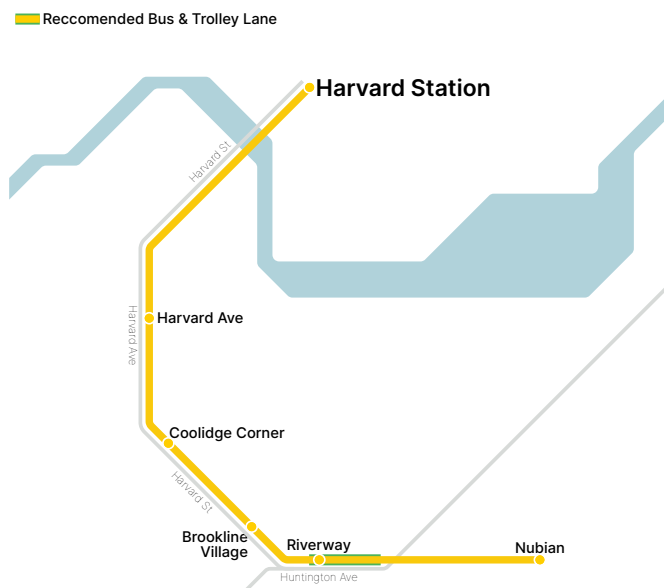 Reccomended Bus & Trolley Lane
Harvard Station
Harvard St
Harvard Ave
Harvard Ave
Coolidge Corner
Harvard St
Brookline
Village
Riverway
Nubian
Huntington Ave